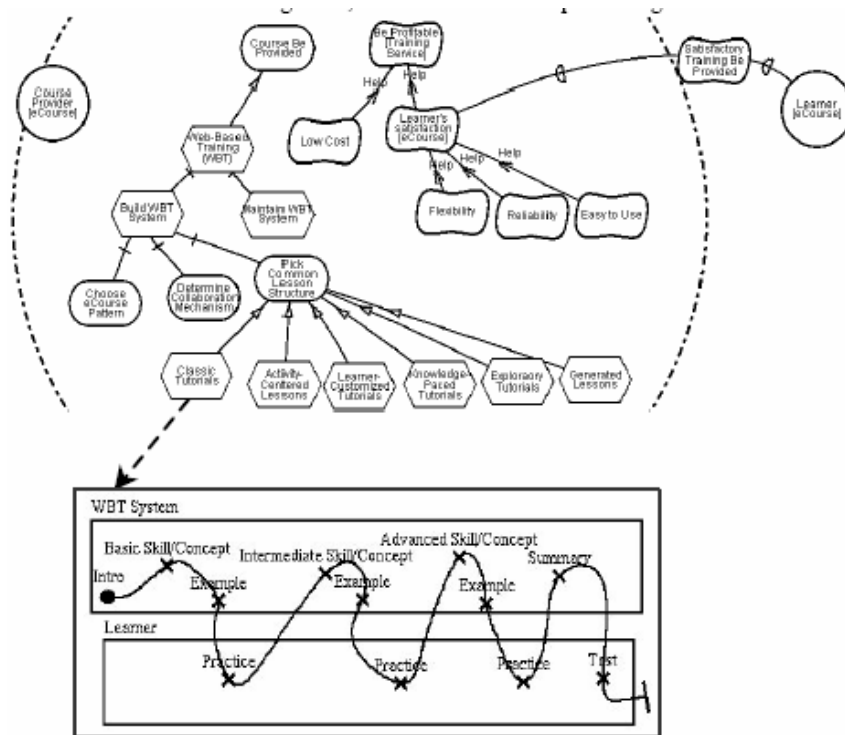 Course Be
Provided
Be Profitable
[Training
Service]
Satisfactory
Training Be
Provided
Course
Provider
[eCourse]
Learner
[eCourse]
Help
Help
Web-Based
Training
(WBT)
Low Cost
Learner's
satisfaction
[eCourse]
Help
Help
Help
Build WBT
System
Maintain WBT
System
Flexibility
Reliability
Easy to Use
Pick
Common
Lesson
Structure
Choose
eCourse
Pattern
Determine
Collaboration
Mechanism
Classic
Tutorials
Activity-
Centered
Lessons
Learner-
Customized
Tutorials
Knowledge-
Paced
Tutorials
Exploraory
Tutorials
Generated
Lessons
WBT System
Basic Skill/Concept
Intermediate Skill/Concept
Advanced Skill/Concept
Summary
Intro
Example
Example
Example
Learner
Practice
Practice
Practice
Test